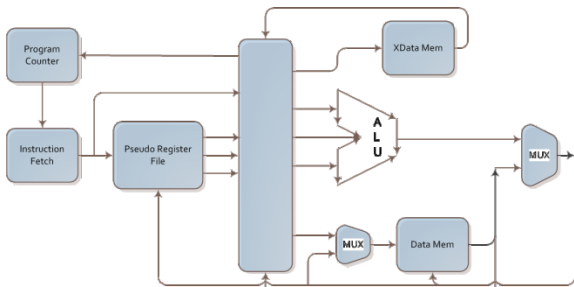 Program
Counter
XData Mem
Instruction
Fetch
Pseudo Register
File
A
L
U
MUX
MUX
Data Mem